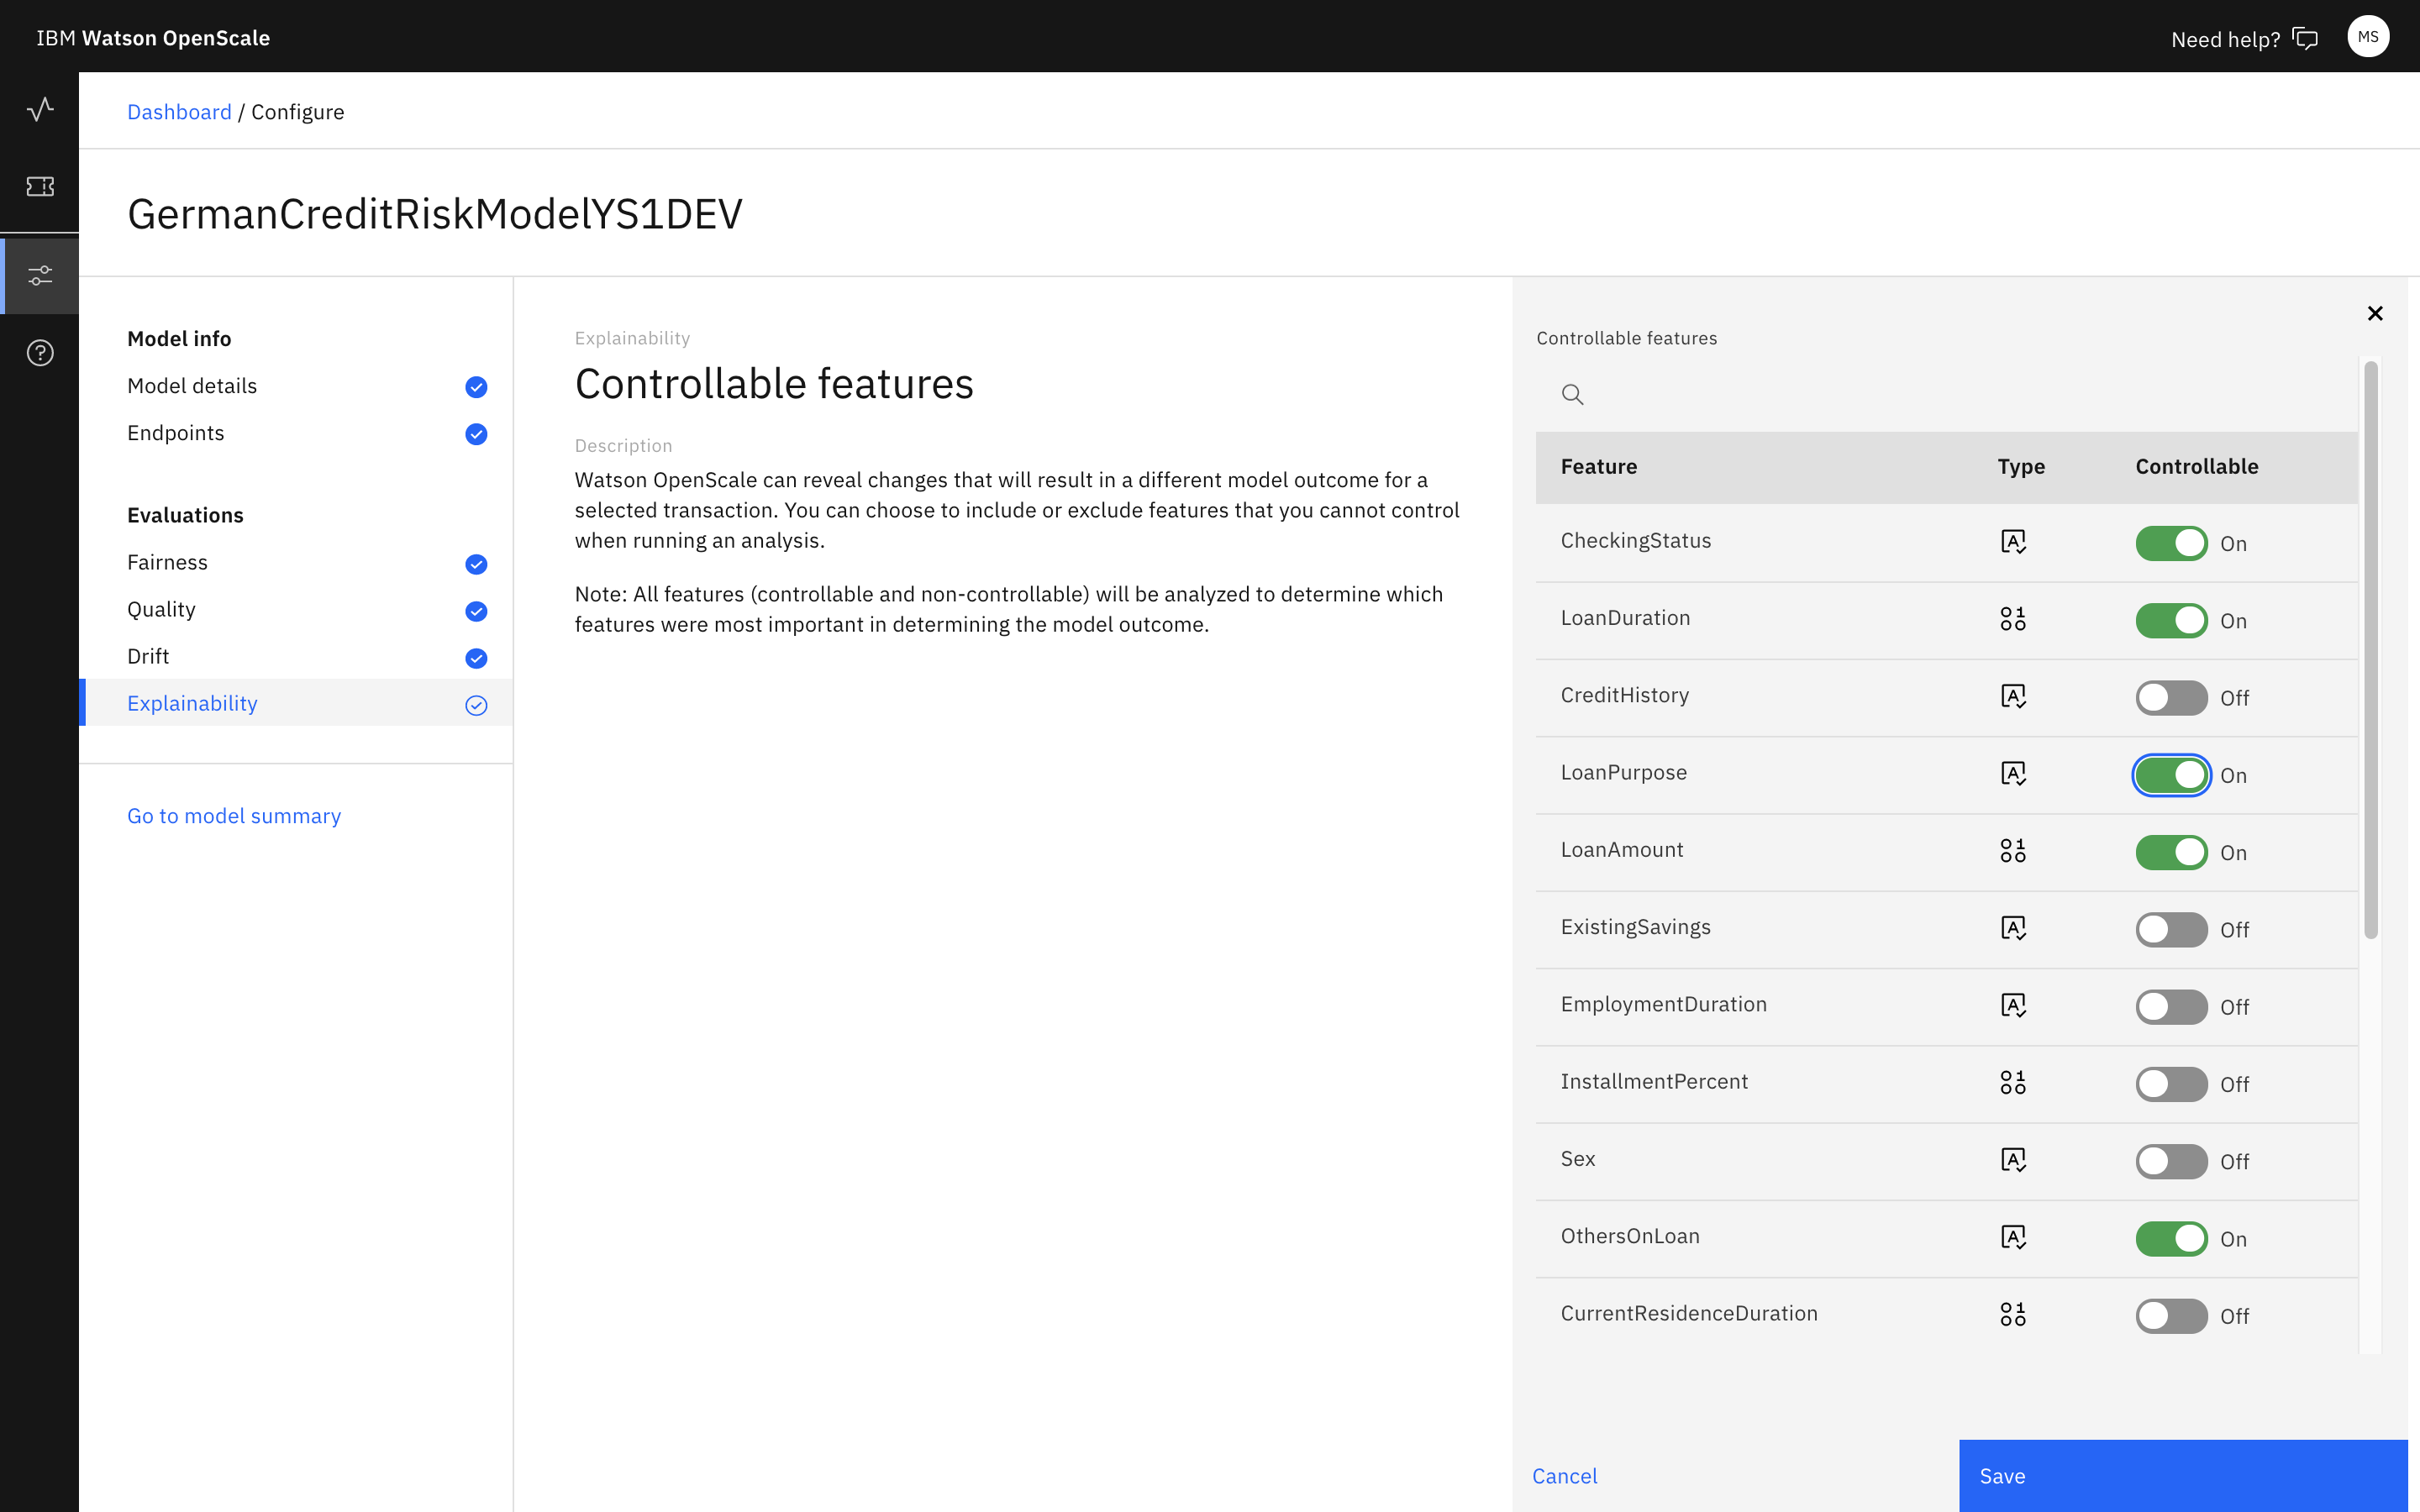 IBM Watson OpenScale
Need help?
MS
Dashboard / Configure
GermanCreditRiskModelYS1DEV
Model info
Model details
Endpoints
Evaluations
Fairness
Quality
Drift
Explainability
Go to model summary
Explainability
Controllable features
Description
Watson OpenScale can reveal changes that will result in a different model outcome for a
selected transaction. You can choose to include or exclude features that you cannot control
when running an analysis.
Note: All features (controllable and non-controllable) will be analyzed to determine which
features were most important in determining the model outcome.
Controllable features
Feature Type Controllable
CheckingStatus On
LoanDuration On
CreditHistory Off
LoanPurpose On
LoanAmount On
ExistingSavings Off
EmploymentDuration Off
InstallmentPercent Off
Sex Off
OthersOnLoan On
CurrentResidenceDuration Off
Cancel
Save